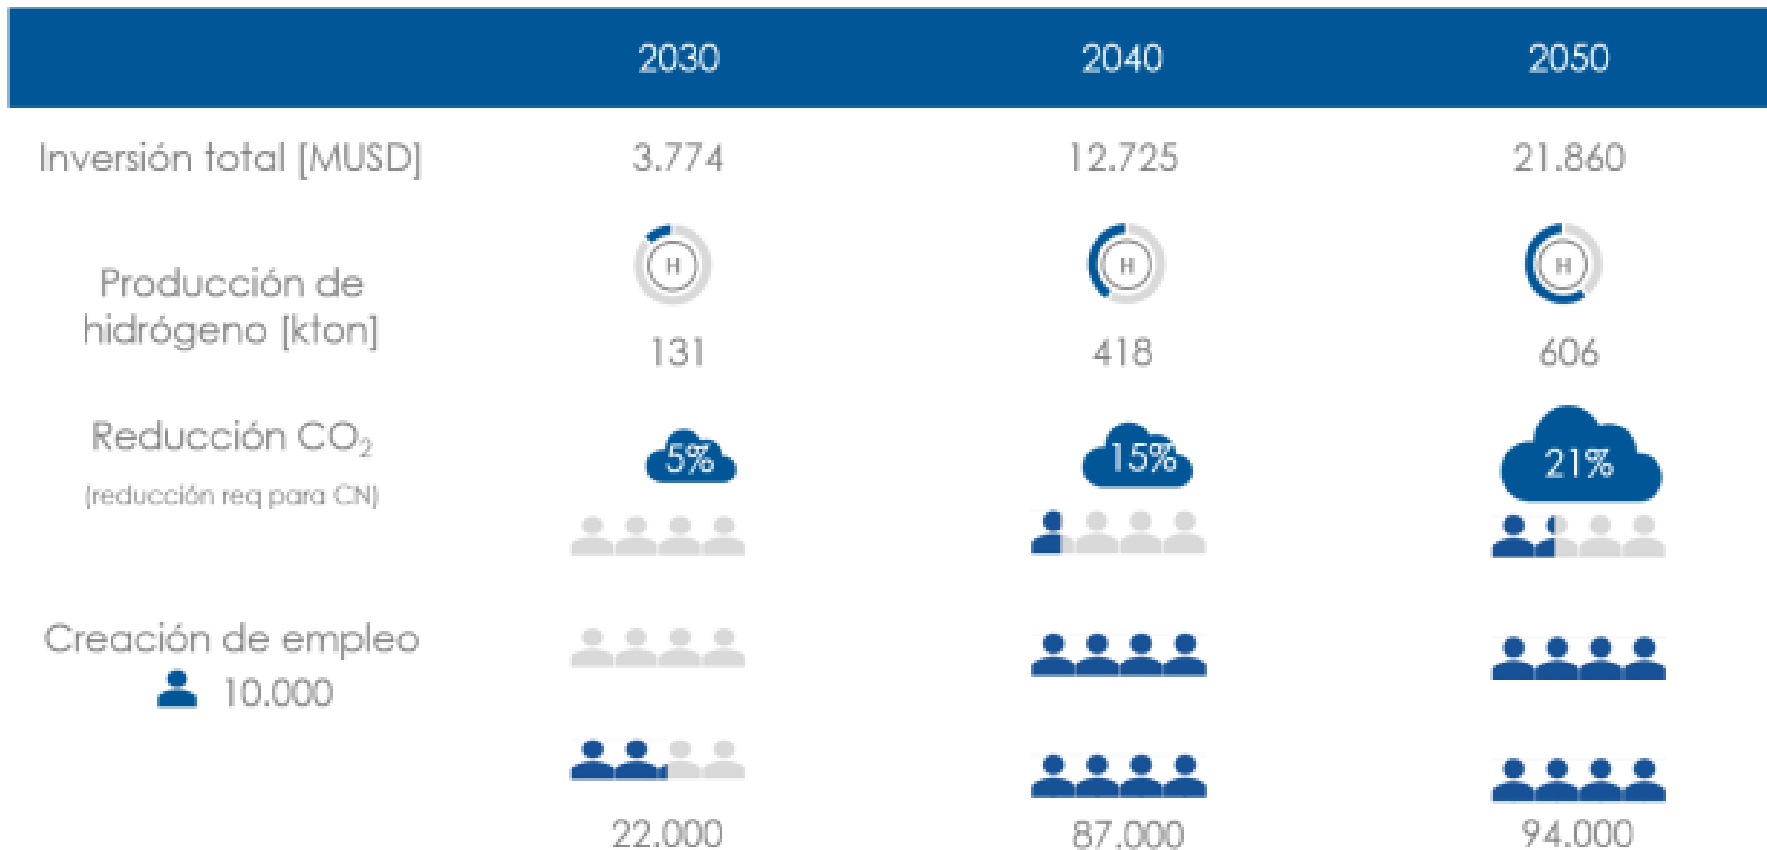 2030 2040 2050
Inversión total [MUSD] 3.774 12.725 21.860
H H H
Producción de
hidrógeno [kton]
131 418 606
Reducción CO₂
5% 15% 21%
(reducción req para CN)
Creación de empleo
10.000
22.000 87.000 94.000